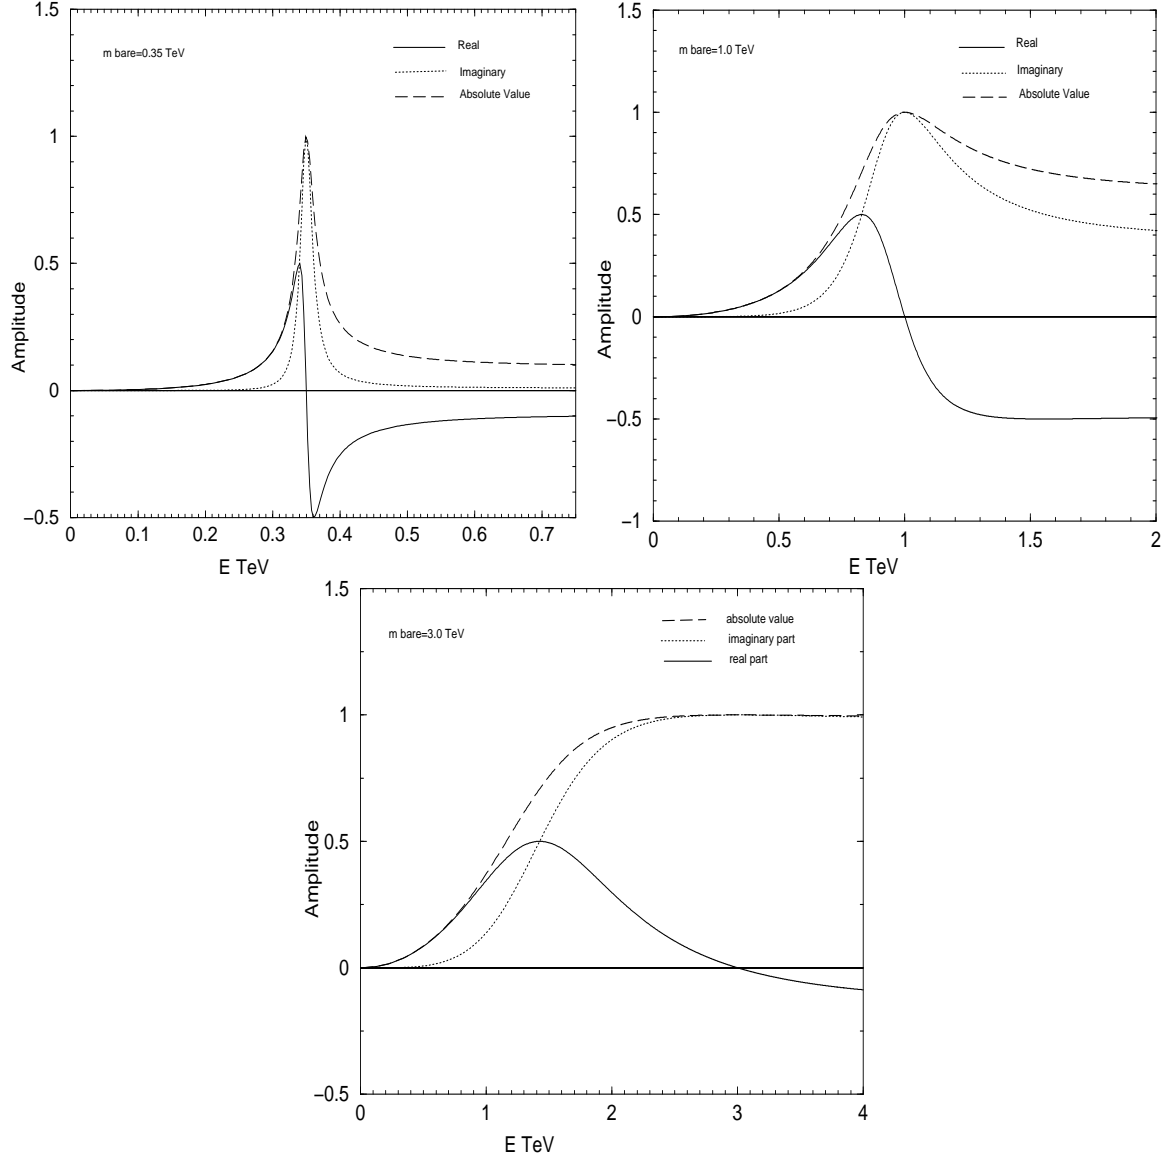 1.5
m bare=0.35 TeV
Real
Imaginary
Absolute Value
1
0.5
0
−0.5
Amplitude
0 0.1 0.2 0.3 0.4 0.5 0.6 0.7
E TeV
1.5
m bare=1.0 TeV
Real
Imaginary
Absolute Value
1
0.5
0
−0.5
−1
Amplitude
0 0.5 1 1.5 2
E TeV
1.5
m bare=3.0 TeV
absolute value
imaginary part
real part
1
0.5
0
−0.5
Amplitude
0 1 2 3 4
E TeV